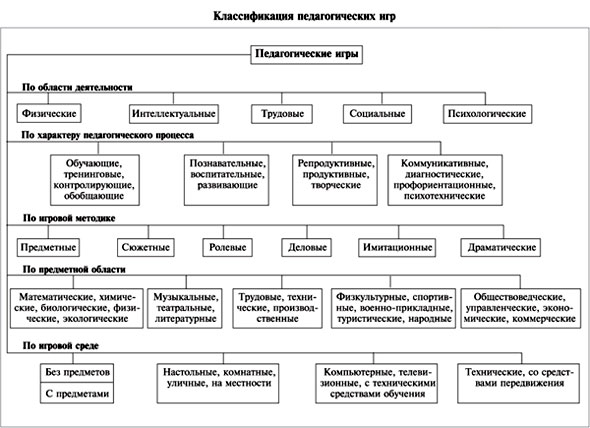 Классификация педагогических игр
Педагогические игры
По области деятельности
Физические
Интеллектуальные
Трудовые
Социальные
Психологические
По характеру педагогического процесса
Обучающие,
тренинговые,
контролирующие,
обобщающие
Познавательные,
воспитательные,
развивающие
Репродуктивные,
продуктивные,
творческие
Коммуникативные,
диагностические,
профориентационные,
психотехнические
По игровой методике
Предметные
Сюжетные
Ролевые
Деловые
Имитационные
Драматические
По предметной области
Математические, химиче-
ские, биологические, физи-
ческие, экологические
Музыкальные,
театральные,
литературные
Трудовые, техни-
ческие, производ-
ственные
Физкультурные, спортив-
ные, военно-прикладные,
туристические, народные
Обществоведческие,
управленческие, эконо-
мические, коммерческие
По игровой среде
Без предметов
С предметами
Настольные, комнатные,
уличные, на местности
Компьютерные, телеви-
зионные, с техническими
средствами обучения
Технические, со средст-
вами передвижения